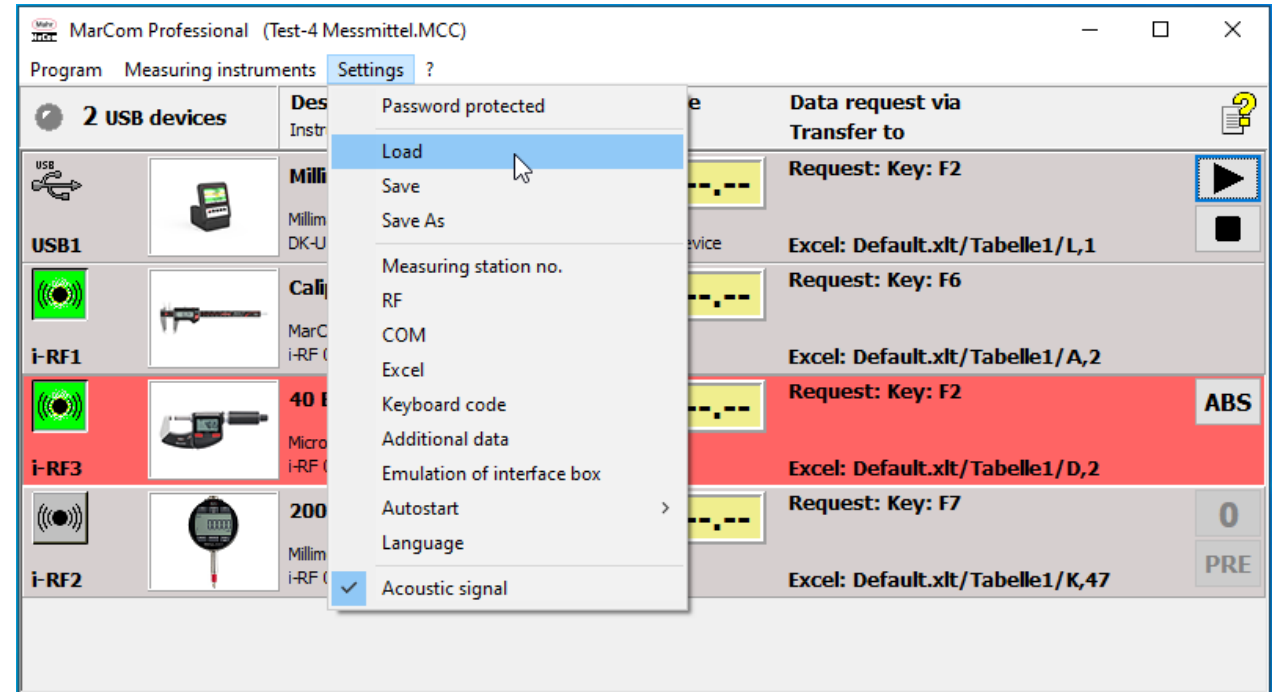 MarCom Professional (Test-4 Messmittel.MCC)
Program Measuring instruments Settings ?
2 USB devices
Des
Instr
e
Data request via
Transfer to
Password protected
Load
Save
Save As
Measuring station no.
RF
COM
Excel
Keyboard code
Additional data
Emulation of interface box
Autostart
Language
Acoustic signal
USB
USB1
Milli
Millim
DK-U
--.--
evice
Request: Key: F2
Excel: Default.xlt/Tabelle1/L,1
i-RF1
Cali
MarC
i-RF (
--.--
Request: Key: F6
Excel: Default.xlt/Tabelle1/A,2
i-RF3
40 E
Micro
i-RF (
--.--
Request: Key: F2
Excel: Default.xlt/Tabelle1/D,2
ABS
i-RF2
200
Millim
i-RF (
--.--
Request: Key: F7
Excel: Default.xlt/Tabelle1/K,47
0
PRE